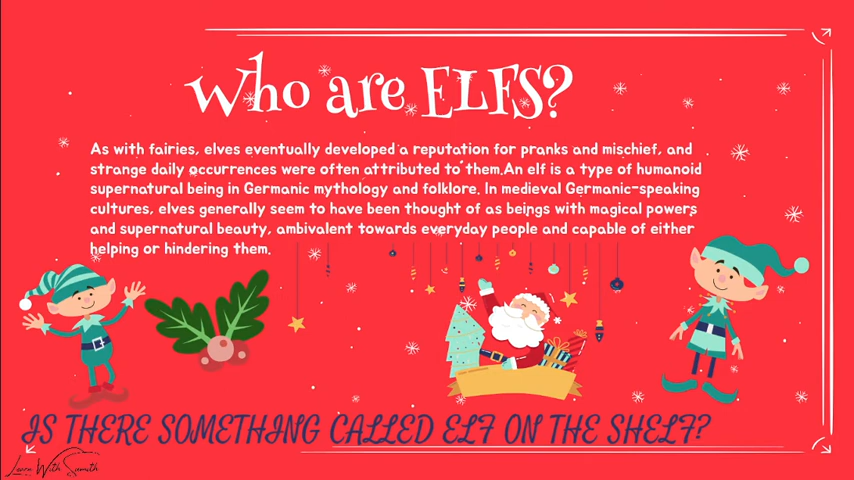 Who are ELFS?
As with fairies, elves eventually developed a reputation for pranks and mischief, and
strange daily occurrences were often attributed to them.An elf is a type of humanoid
supernatural being in Germanic mythology and folklore. In medieval Germanic-speaking
cultures, elves generally seem to have been thought of as beings with magical powers
and supernatural beauty, ambivalent towards everyday people and capable of either
helping or hindering them.
IS THERE SOMETHING CALLED ELF ON THE SHELF?
With